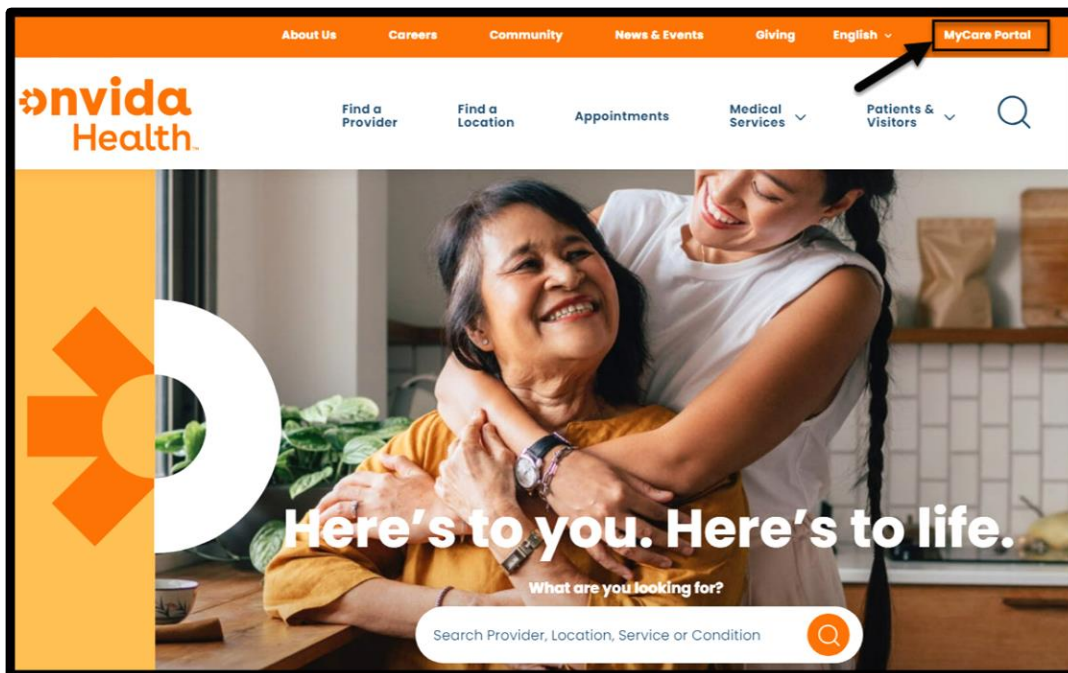 About Us Careers Community News & Events Giving English MyCare Portal
onvida
Health™
Find a
Provider
Find a
Location
Appointments
Medical
Services
Patients &
Visitors
Here's to you. Here's to life.
What are you looking for?
Search Provider, Location, Service or Condition